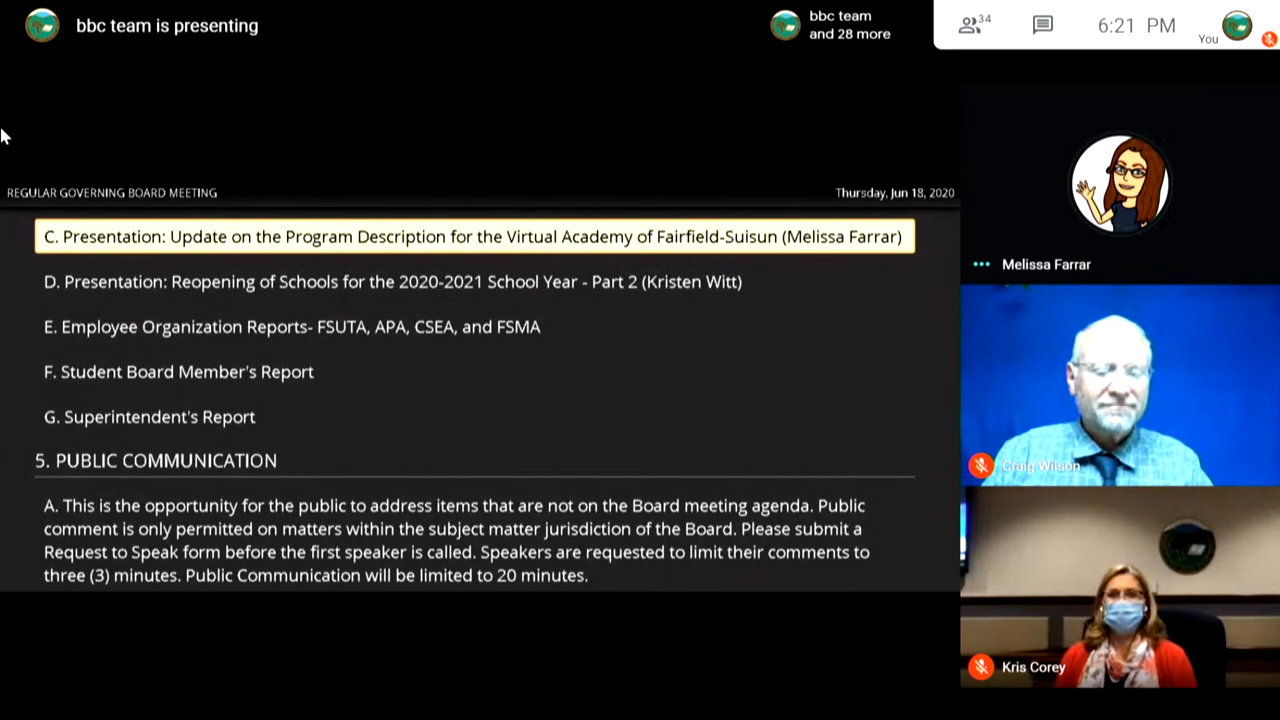 bbc team is presenting
bbc team
and 28 more
34
6:21 PM
You
REGULAR GOVERNING BOARD MEETING
Thursday, Jun 18, 2020
C. Presentation: Update on the Program Description for the Virtual Academy of Fairfield-Suisun (Melissa Farrar)
D. Presentation: Reopening of Schools for the 2020-2021 School Year - Part 2 (Kristen Witt)
E. Employee Organization Reports- FSUTA, APA, CSEA, and FSMA
F. Student Board Member's Report
G. Superintendent's Report
5. PUBLIC COMMUNICATION
A. This is the opportunity for the public to address items that are not on the Board meeting agenda. Public
comment is only permitted on matters within the subject matter jurisdiction of the Board. Please submit a
Request to Speak form before the first speaker is called. Speakers are requested to limit their comments to
three (3) minutes. Public Communication will be limited to 20 minutes.
Melissa Farrar
Craig Wilson
Kris Corey